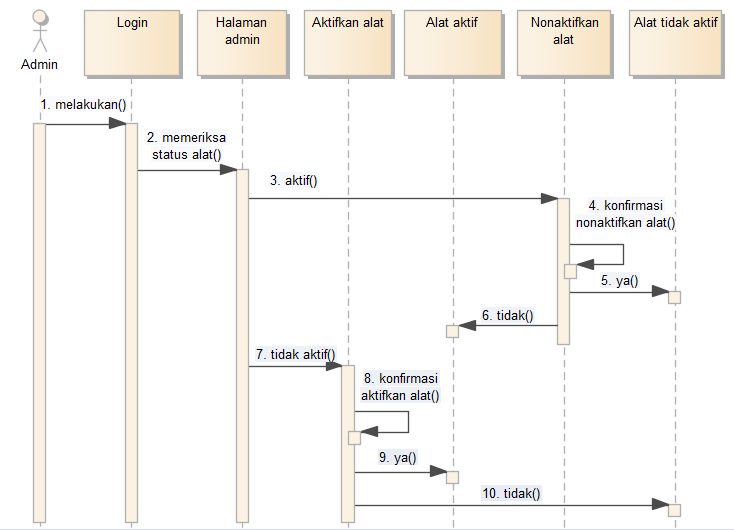 Admin
Login
Halaman
admin
Aktifkan alat
Alat aktif
Nonaktifkan
alat
Alat tidak aktif
1. melakukan()
2. memeriksa
status alat()
3. aktif()
4. konfirmasi
nonaktifkan alat()
5. ya()
6. tidak()
7. tidak aktif()
8. konfirmasi
aktifkan alat()
9. ya()
10. tidak()